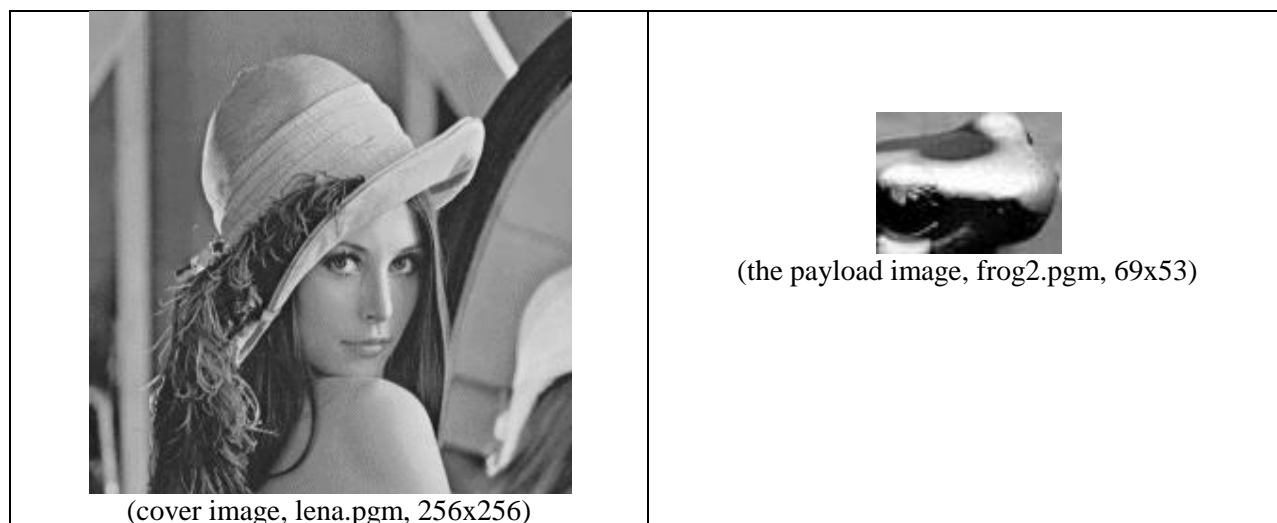 (the payload image, frog2.pgm, 69x53)
(cover image, lena.pgm, 256x256)